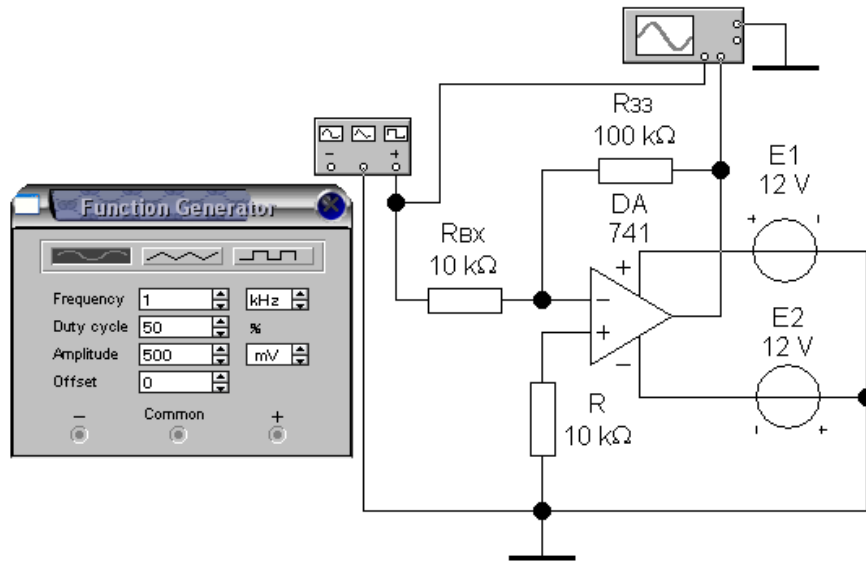 Rзз
100 kΩ
E1
12 V
DA
741
Rвх
10 kΩ
E2
12 V
R
10 kΩ
Function Generator
Frequency 1 kHz
Duty cycle 50 %
Amplitude 500 mV
Offset 0
− Common +